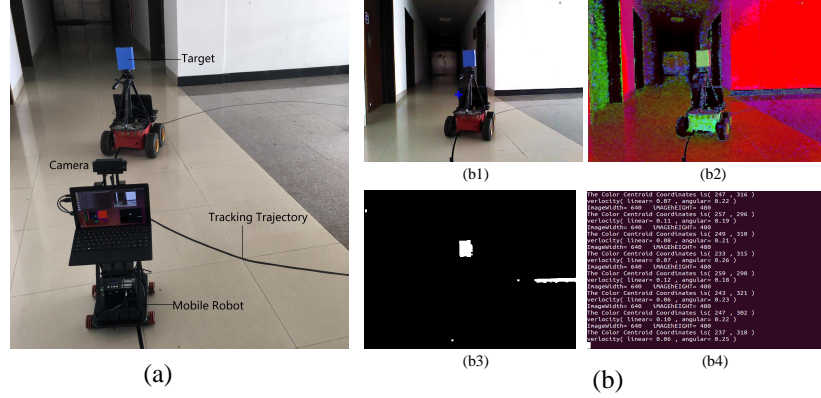 Target
Camera
Tracking Trajectory
Mobile Robot
(a)
(b1)
(b2)
The Color Centroid Coordinates is( 247 , 316 )
verlocity( linear= 0.07 , angular= 0.22 )
ImageWidth= 640 iMAGEhEIGHT= 480
The Color Centroid Coordinates is( 257 , 296 )
verlocity( linear= 0.11 , angular= 0.19 )
ImageWidth= 640 iMAGEhEIGHT= 480
The Color Centroid Coordinates is( 249 , 310 )
verlocity( linear= 0.08 , angular= 0.21 )
ImageWidth= 640 iMAGEhEIGHT= 480
The Color Centroid Coordinates is( 233 , 315 )
verlocity( linear= 0.07 , angular= 0.26 )
ImageWidth= 640 iMAGEhEIGHT= 480
The Color Centroid Coordinates is( 259 , 290 )
verlocity( linear= 0.12 , angular= 0.18 )
ImageWidth= 640 iMAGEhEIGHT= 480
The Color Centroid Coordinates is( 243 , 321 )
verlocity( linear= 0.06 , angular= 0.23 )
ImageWidth= 640 iMAGEhEIGHT= 480
The Color Centroid Coordinates is( 247 , 302 )
verlocity( linear= 0.10 , angular= 0.22 )
ImageWidth= 640 iMAGEhEIGHT= 480
The Color Centroid Coordinates is( 237 , 318 )
verlocity( linear= 0.06 , angular= 0.25 )
(b3)
(b4)
(b)